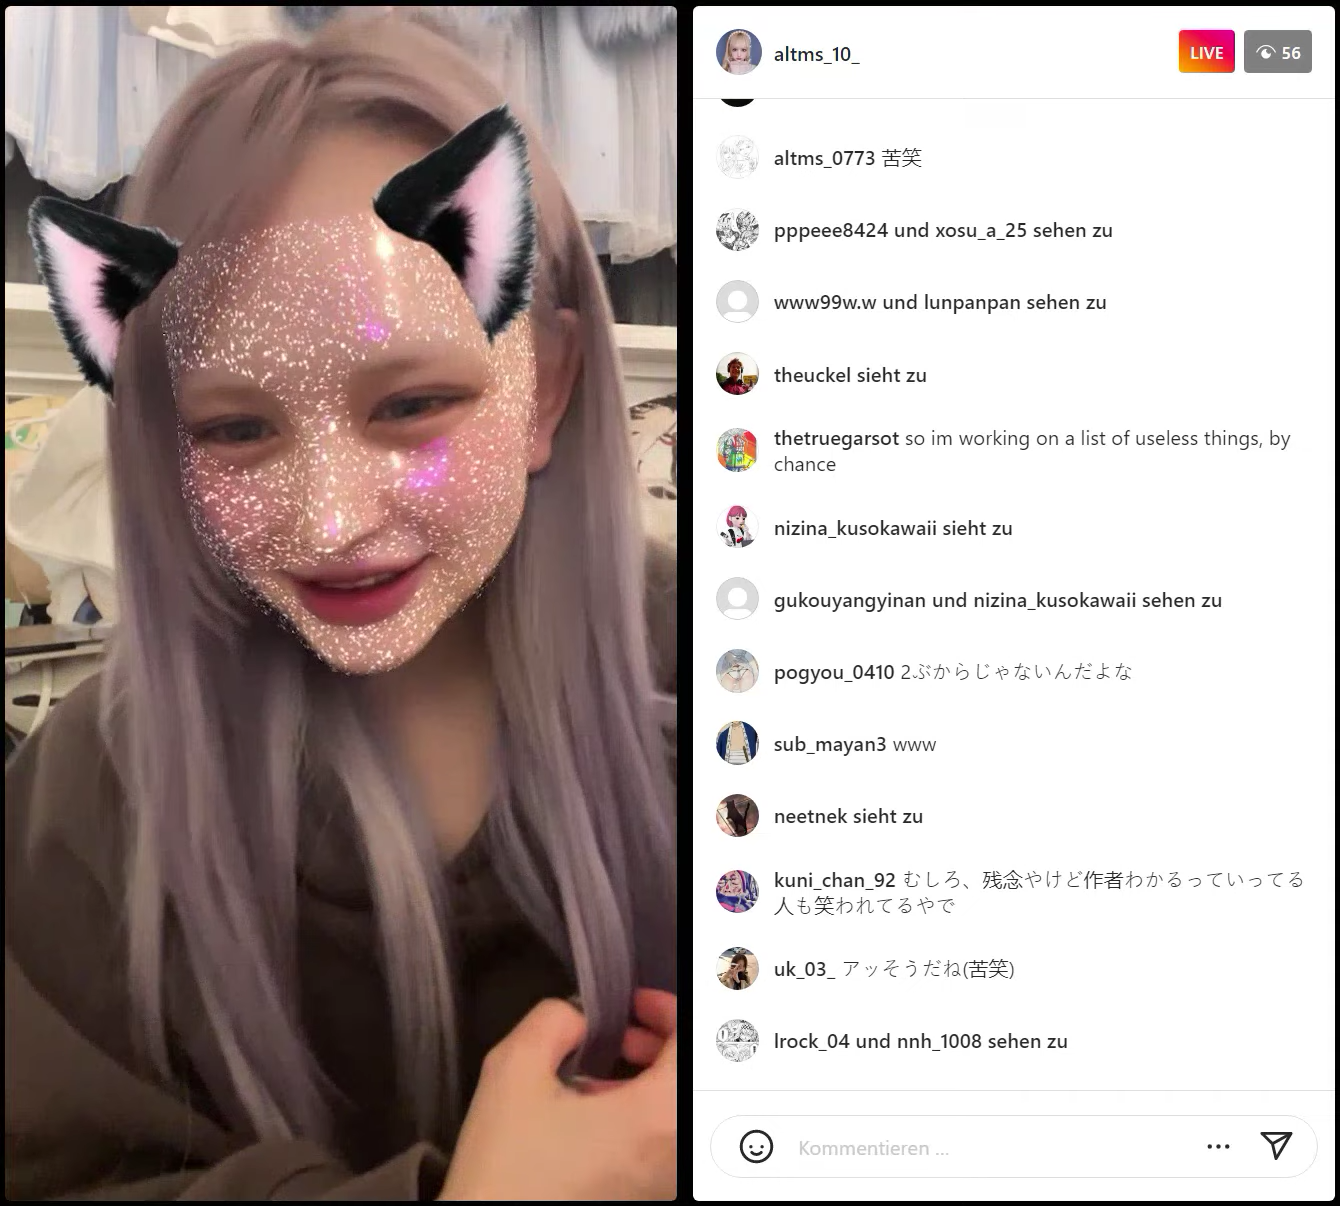 altms_10_
LIVE
56
altms_0773 苦笑
pppeee8424 und xosu_a_25 sehen zu
www99w.w und lunpanpan sehen zu
theuckel sieht zu
thetruegarsot so im working on a list of useless things, by
chance
nizina_kusokawaii sieht zu
gukouyangyinan und nizina_kusokawaii sehen zu
pogyou_0410 2ぶからじゃないんだよな
sub_mayan3 www
neetnek sieht zu
kuni_chan_92 むしろ、残念やけど作者わかるっていってる
人も笑われてるやで
uk_03_ アッそうだね(苦笑)
lrock_04 und nnh_1008 sehen zu
Kommentieren ...